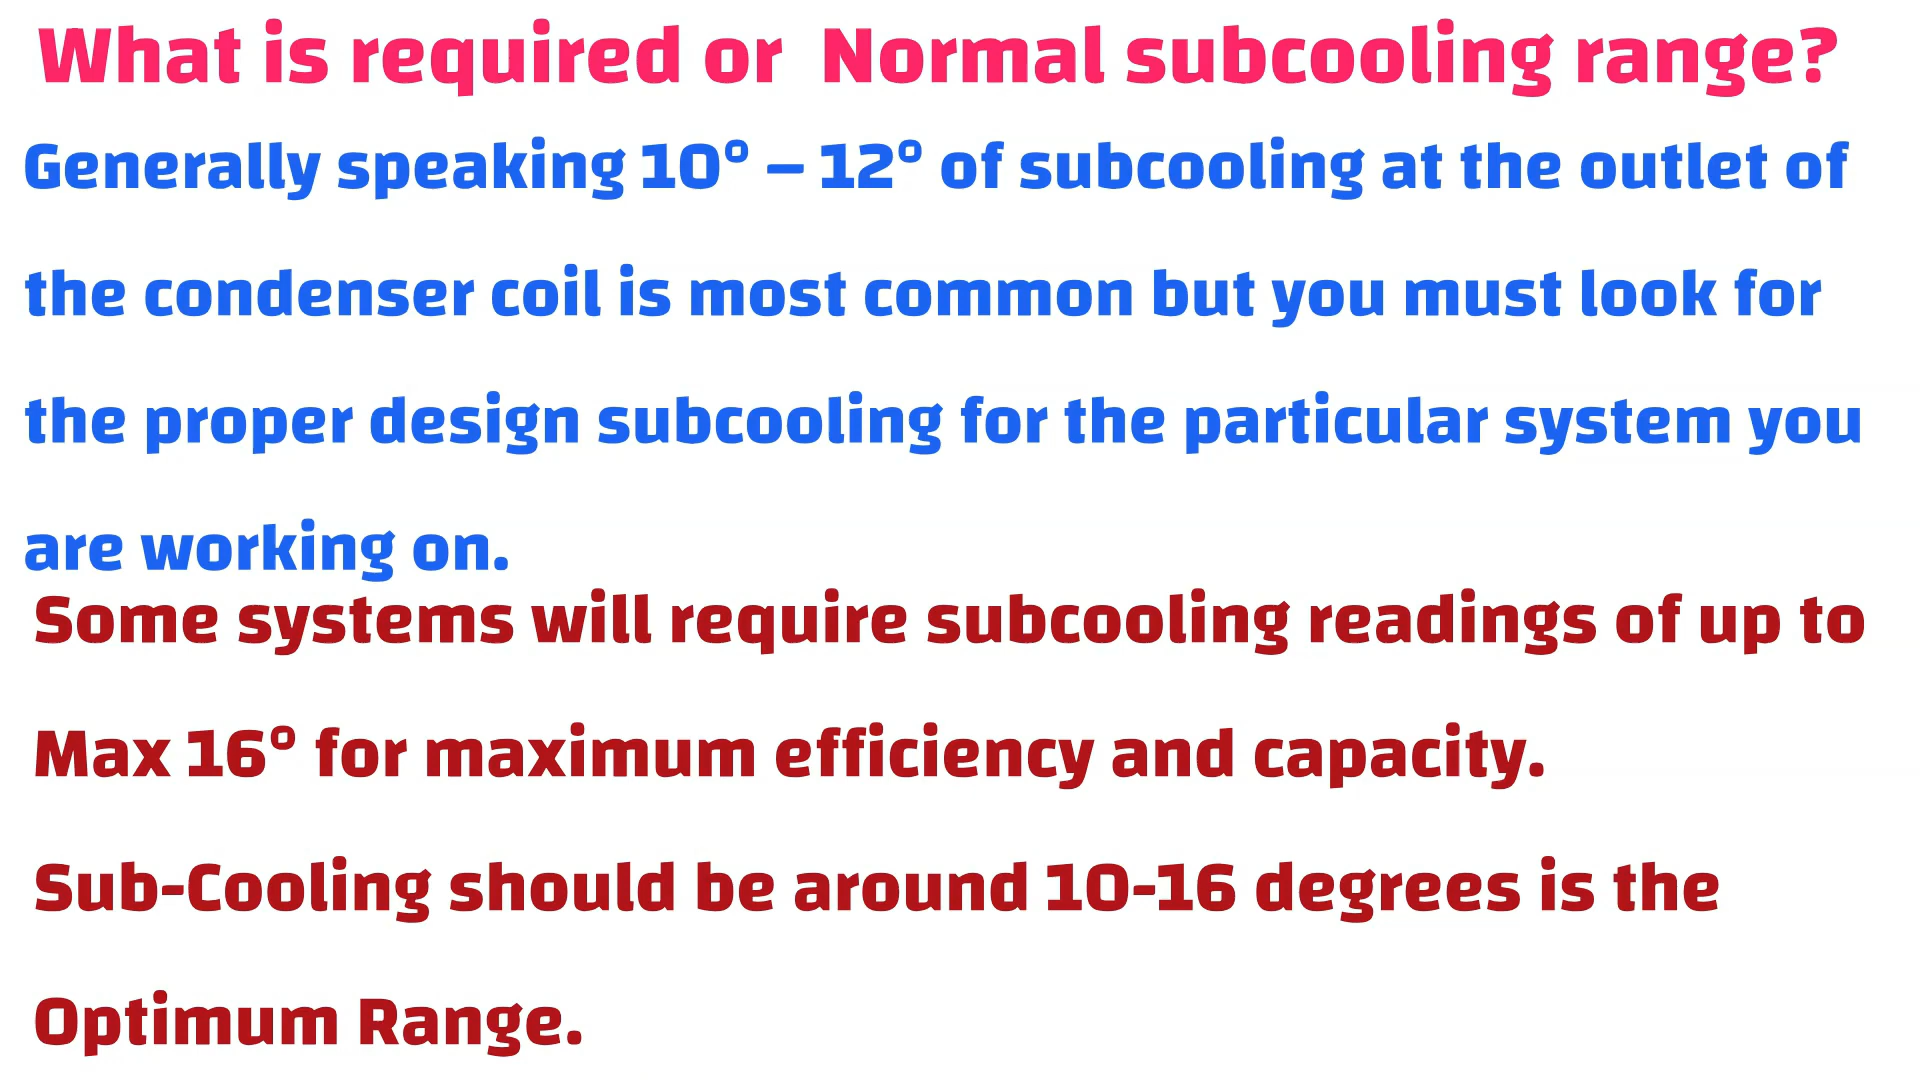 What is required or Normal subcooling range?
Generally speaking 10° – 12° of subcooling at the outlet of
the condenser coil is most common but you must look for
the proper design subcooling for the particular system you
are working on.
Some systems will require subcooling readings of up to
Max 16° for maximum efficiency and capacity.
Sub-Cooling should be around 10-16 degrees is the
Optimum Range.